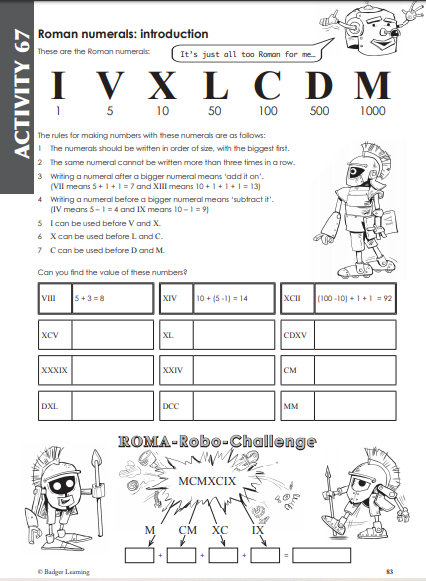 ACTIVITY 67
Roman numerals: introduction
These are the Roman numerals:
It's just all too Roman for me…
I V X L C D M
1 5 10 50 100 500 1000
The rules for making numbers with these numerals are as follows:
1 The numerals should be written in order of size, with the biggest first.
2 The same numeral cannot be written more than three times in a row.
3 Writing a numeral after a bigger numeral means 'add it on'.
(VII means 5 + 1 + 1 = 7 and XIII means 10 + 1 + 1 + 1 = 13)
4 Writing a numeral before a bigger numeral means 'subtract it'.
(IV means 5 – 1 = 4 and IX means 10 – 1 = 9)
5 I can be used before V and X.
6 X can be used before L and C.
7 C can be used before D and M.
Can you find the value of these numbers?
VIII 5 + 3 = 8 XIV 10 + (5 -1) = 14 XCII (100 -10) + 1 + 1 = 92
XCV XL CDXV
XXXIX XXIV CM
DXL DCC MM
ROMA-Robo-Challenge
MCMXCIX
M CM XC IX
+ + + =
© Badger Learning 83